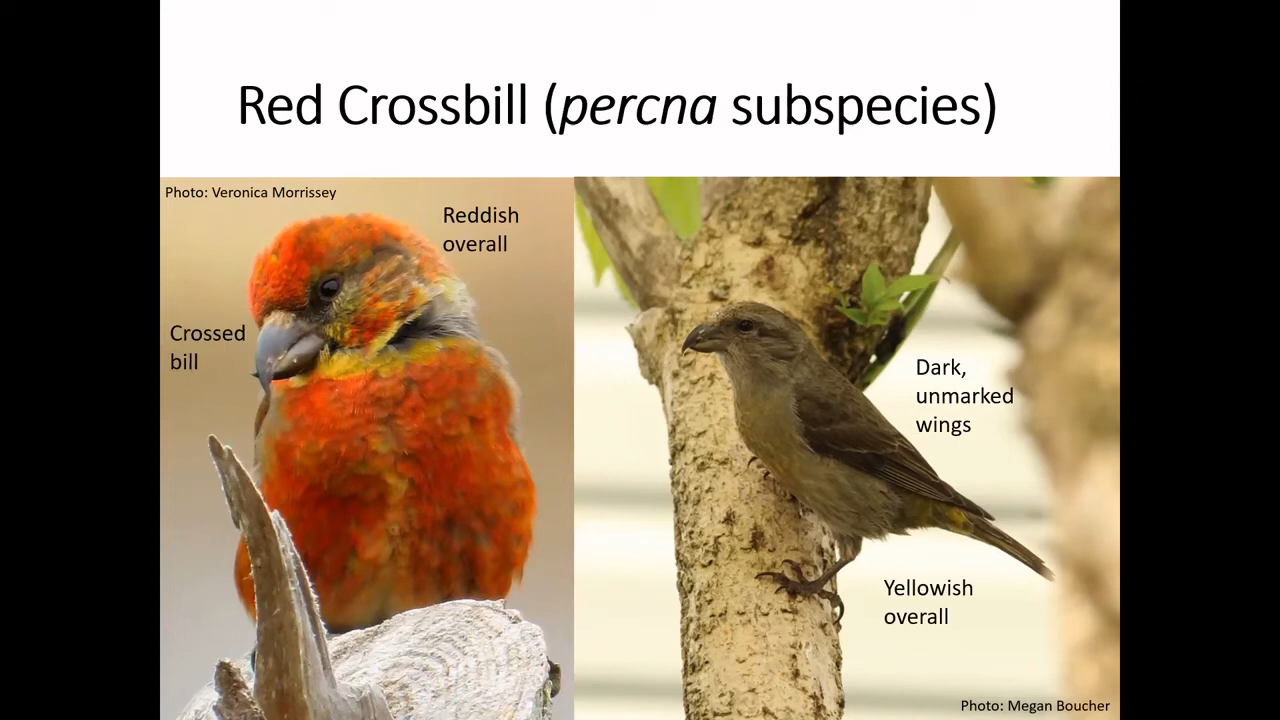 Red Crossbill (percna subspecies)
Photo: Veronica Morrissey
Reddish
overall
Crossed
bill
Dark,
unmarked
wings
Yellowish
overall
Photo: Megan Boucher